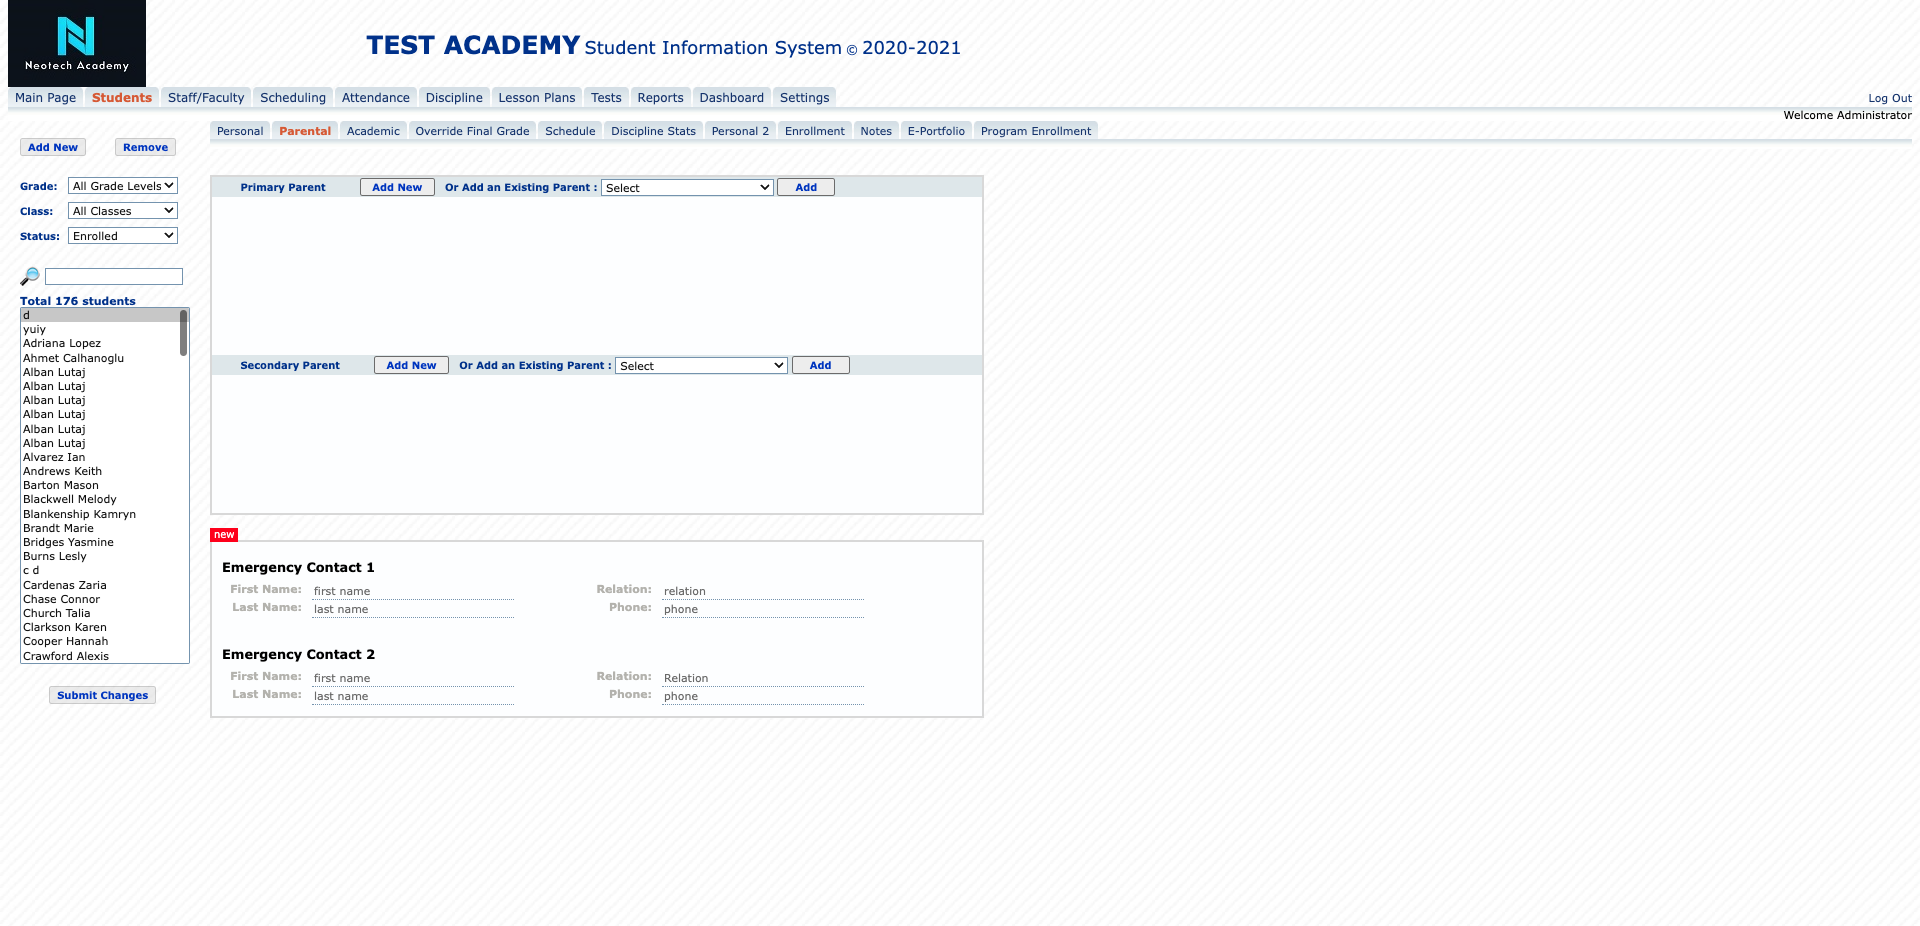 Neotech Academy
TEST ACADEMY Student Information System © 2020-2021
Main Page Students Staff/Faculty Scheduling Attendance Discipline Lesson Plans Tests Reports Dashboard Settings
Log Out
Welcome Administrator
Personal Parental Academic Override Final Grade Schedule Discipline Stats Personal 2 Enrollment Notes E-Portfolio Program Enrollment
Add New Remove
Grade: All Grade Levels
Class: All Classes
Status: Enrolled
Total 176 students
d
yuiy
Adriana Lopez
Ahmet Calhanoglu
Alban Lutaj
Alban Lutaj
Alban Lutaj
Alban Lutaj
Alban Lutaj
Alban Lutaj
Alvarez Ian
Andrews Keith
Barton Mason
Blackwell Melody
Blankenship Kamryn
Brandt Marie
Bridges Yasmine
Burns Lesly
c d
Cardenas Zaria
Chase Connor
Church Talia
Clarkson Karen
Cooper Hannah
Crawford Alexis
Submit Changes
Primary Parent Add New Or Add an Existing Parent : Select Add
Secondary Parent Add New Or Add an Existing Parent : Select Add
new
Emergency Contact 1
First Name: first name Relation: relation
Last Name: last name Phone: phone
Emergency Contact 2
First Name: first name Relation: Relation
Last Name: last name Phone: phone